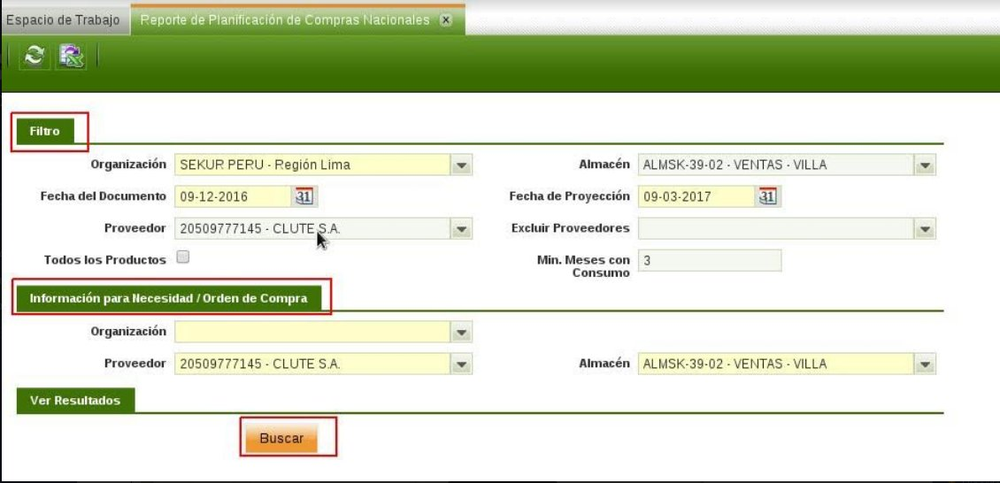 Espacio de Trabajo Reporte de Planificación de Compras Nacionales x
Filtro
Organización SEKUR PERU - Región Lima Almacén ALMSK-39-02 - VENTAS - VILLA
Fecha del Documento 09-12-2016 31 Fecha de Proyección 09-03-2017 31
Proveedor 20509777145 - CLUTE S.A. Excluir Proveedores
Todos los Productos Min. Meses con 3
Consumo
Información para Necesidad / Orden de Compra
Organización
Proveedor 20509777145 - CLUTE S.A. Almacén ALMSK-39-02 - VENTAS - VILLA
Ver Resultados
Buscar